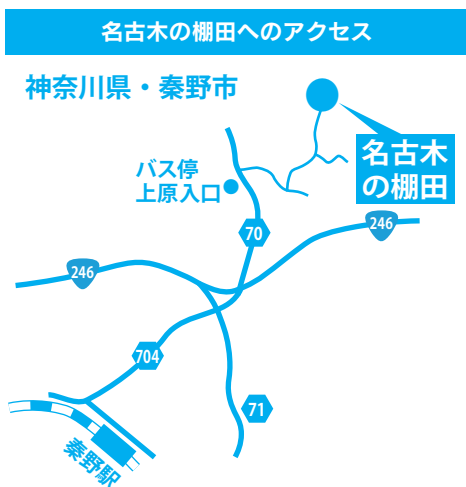 名古木の棚田へのアクセス
神奈川県・秦野市
バス停
上原入口
名古木
の棚田
70
246
246
704
71
秦野駅